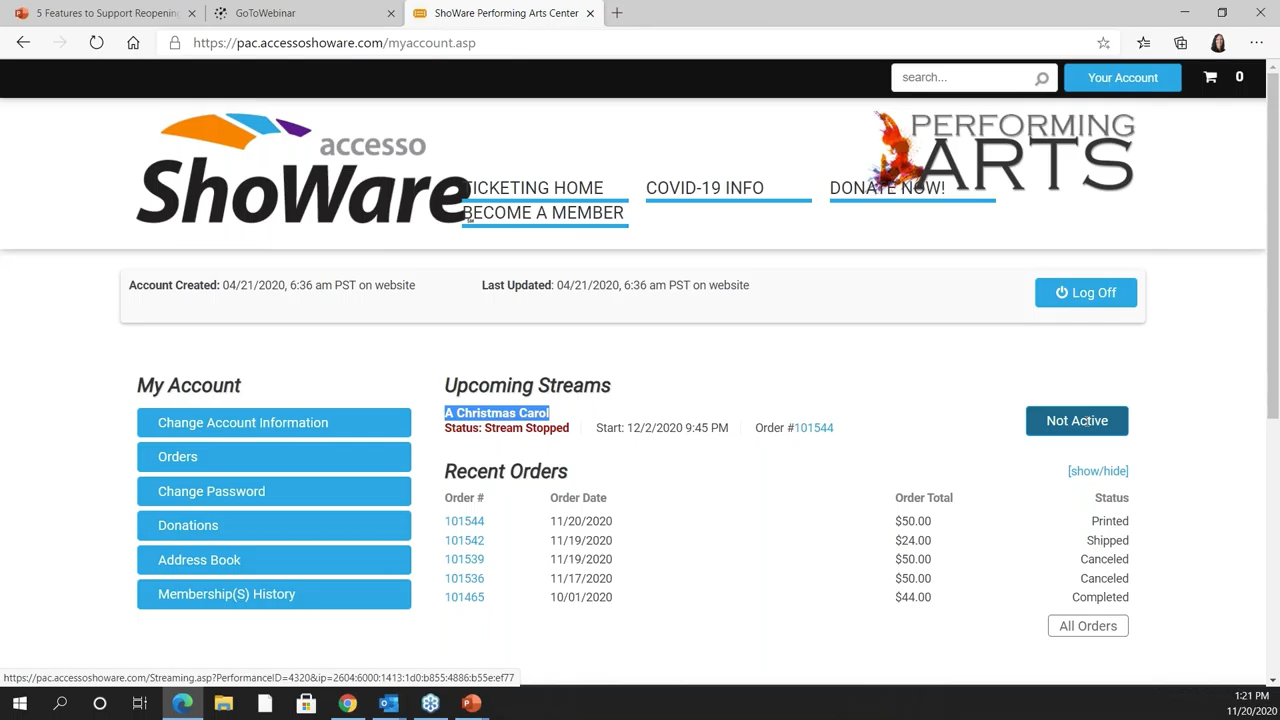 5 Features to Support Reopening
GoToWebinar
ShoWare Performing Arts Center
https://pac.accessoshoware.com/myaccount.asp
search...
Your Account
0
accesso
ShoWare
PERFORMING
ARTS
TICKETING HOME
COVID-19 INFO
DONATE NOW!
BECOME A MEMBER
Account Created: 04/21/2020, 6:36 am PST on website
Last Updated: 04/21/2020, 6:36 am PST on website
Log Off
My Account
Change Account Information
Orders
Change Password
Donations
Address Book
Membership(S) History
Upcoming Streams
A Christmas Carol
Status: Stream Stopped
Start: 12/2/2020 9:45 PM
Order #101544
Not Active
Recent Orders
[show/hide]
Order # Order Date Order Total Status
101544 11/20/2020 $50.00 Printed
101542 11/19/2020 $24.00 Shipped
101539 11/19/2020 $50.00 Canceled
101536 11/17/2020 $50.00 Canceled
101465 10/01/2020 $44.00 Completed
All Orders
https://pac.accessoshoware.com/Streaming.asp?PerformanceID=4320&ip=2604:6000:1413:1d0:b855:4886:b55e:ef77
1:21 PM
11/20/2020